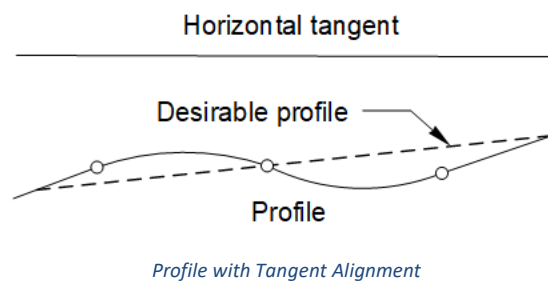 Horizontal tangent
Desirable profile
Profile
Profile with Tangent Alignment